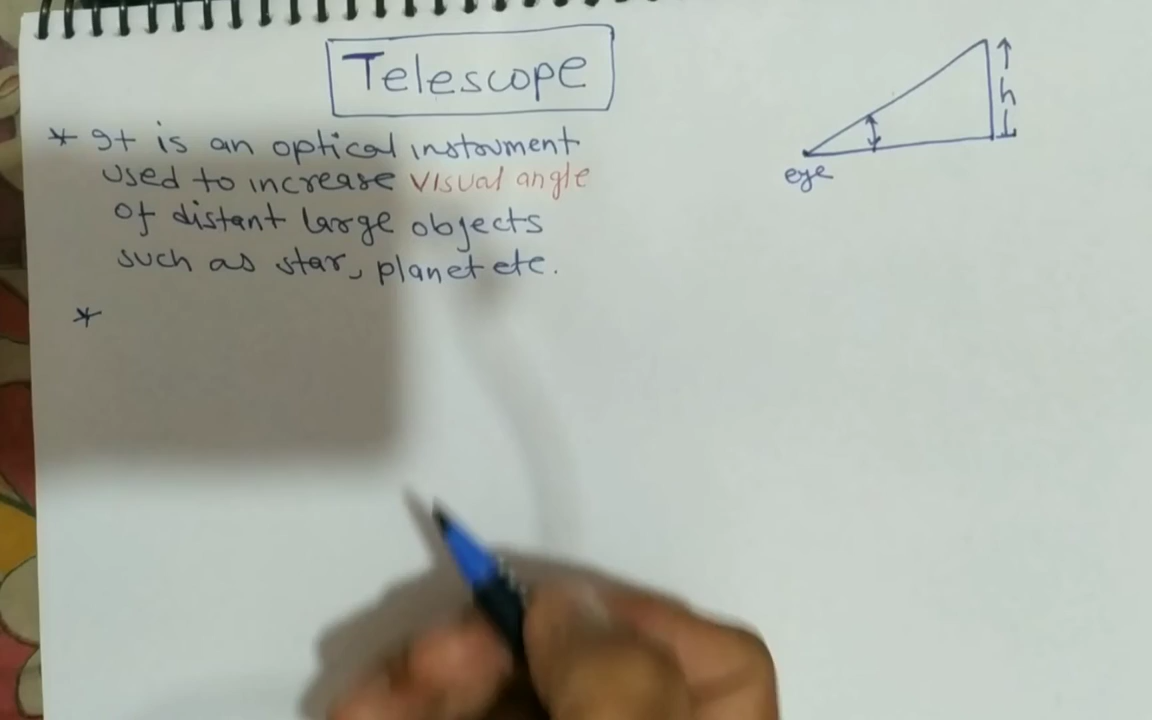 Telescope
* It is an optical instrument
used to increase visual angle
of distant large objects
such as star, planet etc.
*
h
eye